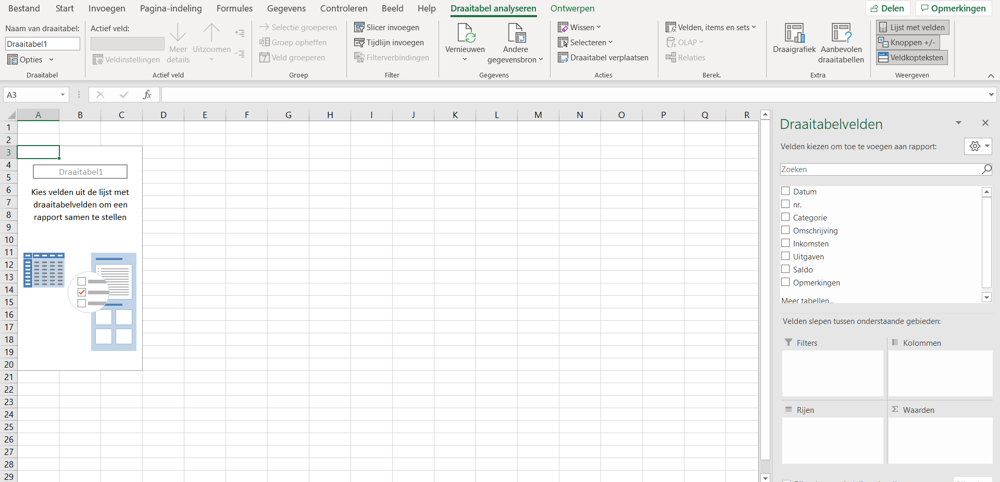 Bestand Start Invoegen Pagina-indeling Formules Gegevens Controleren Beeld Help Draaitabel analyseren Ontwerpen Delen Opmerkingen
Naam van draaitabel:
Draaitabel1
Opties
Draaitabel
Actief veld:
Veldinstellingen
Meer details
Uitzoomen
Actief veld
Selectie groeperen
Groep opheffen
Veld groeperen
Groep
Slicer invoegen
Tijdlijn invoegen
Filterverbindingen
Filter
Vernieuwen
Andere
gegevensbron
Gegevens
Wissen
Selecteren
Draaitabel verplaatsen
Acties
Velden, items en sets
OLAP
Relaties
Berek.
Draaigrafiek
Aanbevolen
draaitabellen
Extra
Lijst met velden
Knoppen +/-
Veldkopteksten
Weergeven
A3
fx
A B C D E F G H I J K L M N O P Q R
1
2
3
4
5
6
7
8
9
10
11
12
13
14
15
16
17
18
19
20
21
22
23
24
25
26
27
28
29
Draaitabel1
Kies velden uit de lijst met
draaitabelvelden om een
rapport samen te stellen
Draaitabelvelden
Velden kiezen om toe te voegen aan rapport:
Zoeken
Datum
nr.
Categorie
Omschrijving
Inkomsten
Uitgaven
Saldo
Opmerkingen
Meer tabellen...
Velden slepen tussen onderstaande gebieden:
Filters
Kolommen
Rijen
Σ Waarden